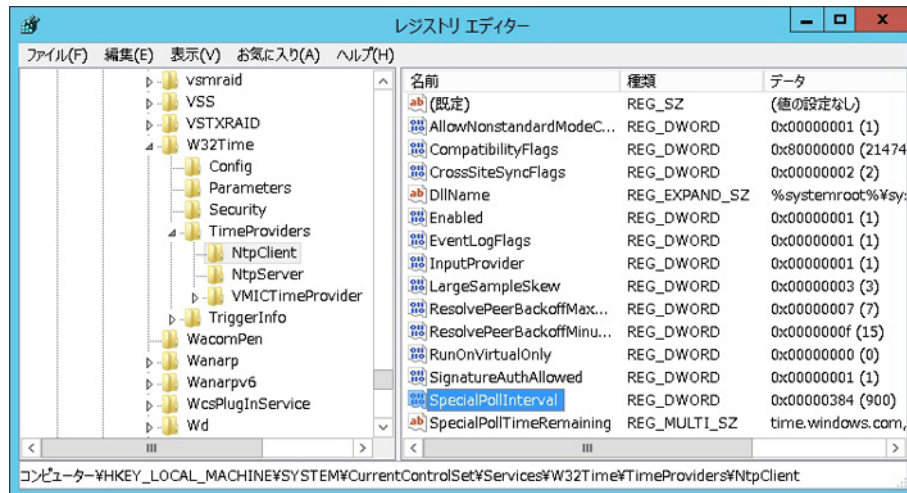 レジストリ エディター
ファイル(F) 編集(E) 表示(V) お気に入り(A) ヘルプ(H)
vsmraid
VSS
VSTXRAID
W32Time
Config
Parameters
Security
TimeProviders
NtpClient
NtpServer
VMICTimeProvider
TriggerInfo
WacomPen
Wanarp
Wanarpv6
WcsPlugInService
Wd
名前 種類 データ
(既定) REG_SZ (値の設定なし)
AllowNonstandardModeC... REG_DWORD 0x00000001 (1)
CompatibilityFlags REG_DWORD 0x80000000 (21474
CrossSiteSyncFlags REG_DWORD 0x00000002 (2)
DllName REG_EXPAND_SZ %systemroot%¥sy:
Enabled REG_DWORD 0x00000001 (1)
EventLogFlags REG_DWORD 0x00000001 (1)
InputProvider REG_DWORD 0x00000001 (1)
LargeSampleSkew REG_DWORD 0x00000003 (3)
ResolvePeerBackoffMax... REG_DWORD 0x00000007 (7)
ResolvePeerBackoffMinu... REG_DWORD 0x0000000f (15)
RunOnVirtualOnly REG_DWORD 0x00000000 (0)
SignatureAuthAllowed REG_DWORD 0x00000001 (1)
SpecialPollInterval REG_DWORD 0x00000384 (900)
SpecialPollTimeRemaining REG_MULTI_SZ time.windows.com,
コンピューター¥HKEY_LOCAL_MACHINE¥SYSTEM¥CurrentControlSet¥Services¥W32Time¥TimeProviders¥NtpClient